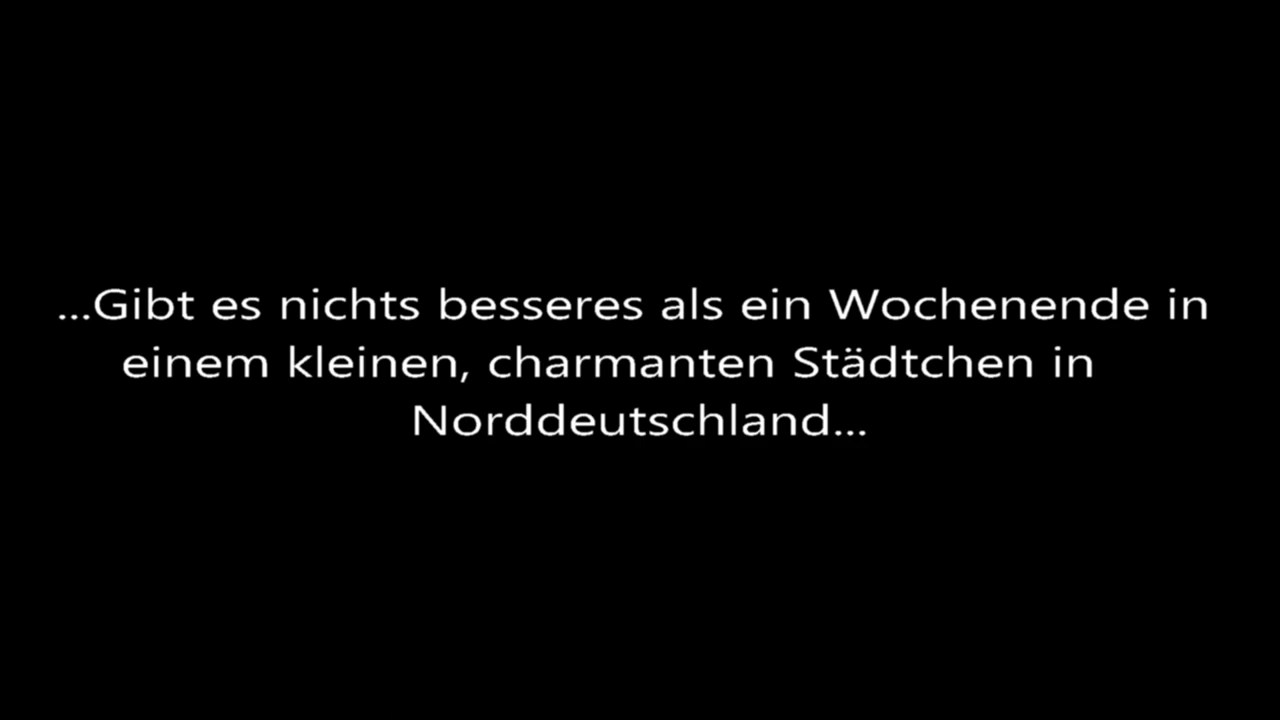 ...Gibt es nichts besseres als ein Wochenende in
einem kleinen, charmanten Städtchen in
Norddeutschland...